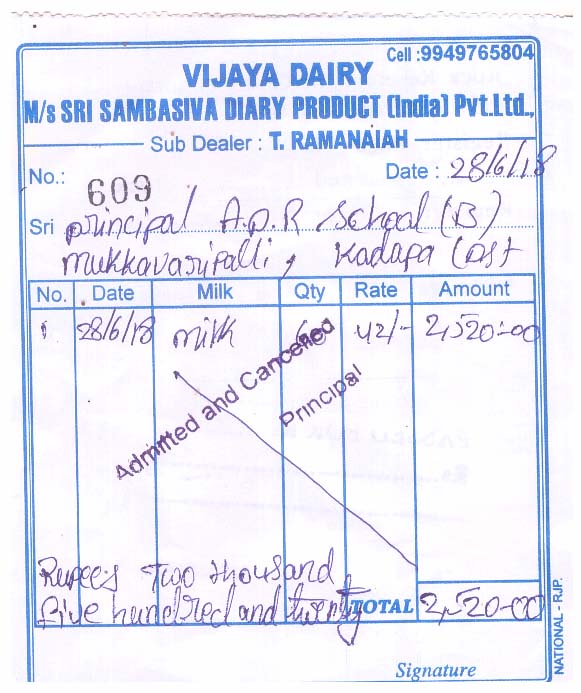 Cell :9949765804
VIJAYA DAIRY
M/s SRI SAMBASIVA DIARY PRODUCT (India) Pvt.Ltd.,
Sub Dealer : T. RAMANAIAH
No.: 609 Date : 28/6/18
Sri principal A.P.R School (B)
Mukkavaripalli, Kadapa
No. Date Milk Qty Rate Amount
1 28/6/18 milk 60 42/- 2,520=00
Admitted and Cancelled
Principal
Rupees Two thousand
five hundred and twenty TOTAL 2,520-00
Signature
NATIONAL - RJP.